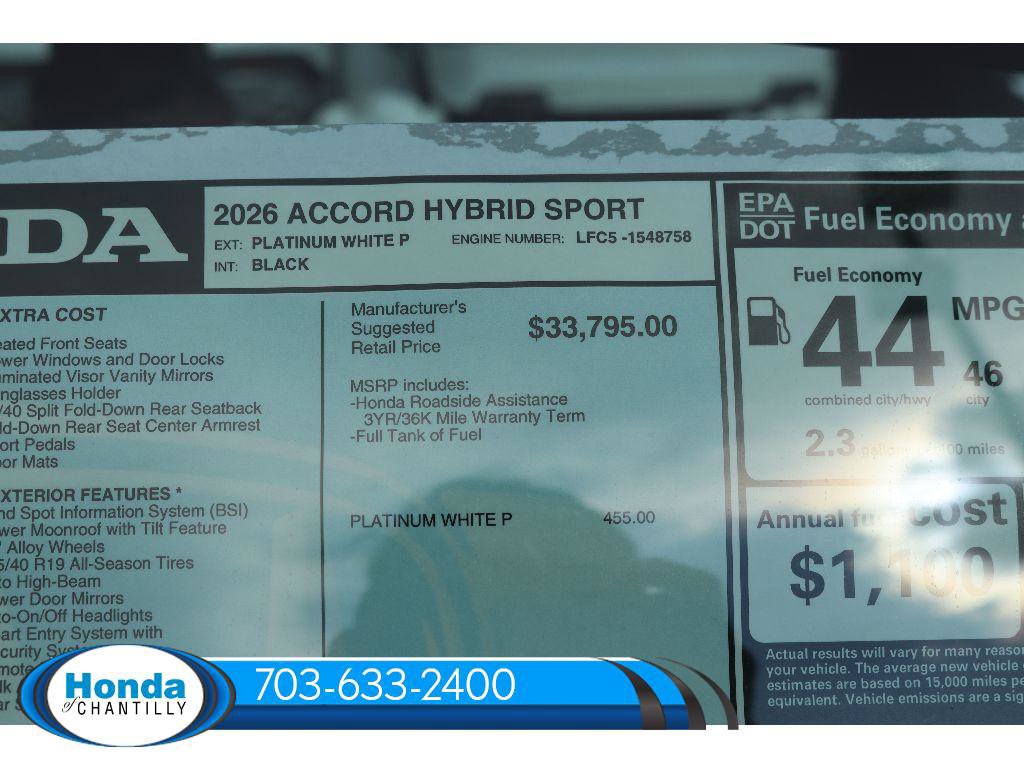 DA
2026 ACCORD HYBRID SPORT
EXT: PLATINUM WHITE P ENGINE NUMBER: LFC5 -1548758
INT: BLACK
XTRA COST
eated Front Seats
wer Windows and Door Locks
uminated Visor Vanity Mirrors
nglasses Holder
/40 Split Fold-Down Rear Seatback
ld-Down Rear Seat Center Armrest
ort Pedals
oor Mats
XTERIOR FEATURES *
nd Spot Information System (BSI)
wer Moonroof with Tilt Feature
" Alloy Wheels
5/40 R19 All-Season Tires
to High-Beam
wer Door Mirrors
to-On/Off Headlights
art Entry System with
curity Sys
mote
Manufacturer's
Suggested
Retail Price
$33,795.00
MSRP includes:
-Honda Roadside Assistance
3YR/36K Mile Warranty Term
-Full Tank of Fuel
PLATINUM WHITE P 455.00
EPA
DOT
Fuel Economy
Fuel Economy
44 MPG
46
combined city/hwy city
2.3 100 miles
Annual fu cost
$1,100
Actual results will vary for many reaso
your vehicle. The average new vehicle
estimates are based on 15,000 miles pe
equivalent. Vehicle emissions are a sig
Honda
of CHANTILLY
703-633-2400